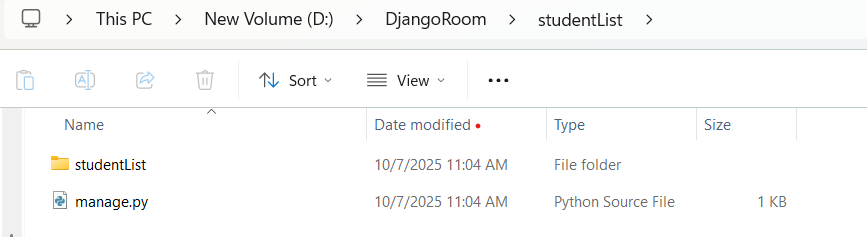 This PC > New Volume (D:) > DjangoRoom > studentList >
Sort View
Name Date modified Type Size
studentList 10/7/2025 11:04 AM File folder
manage.py 10/7/2025 11:04 AM Python Source File 1 KB